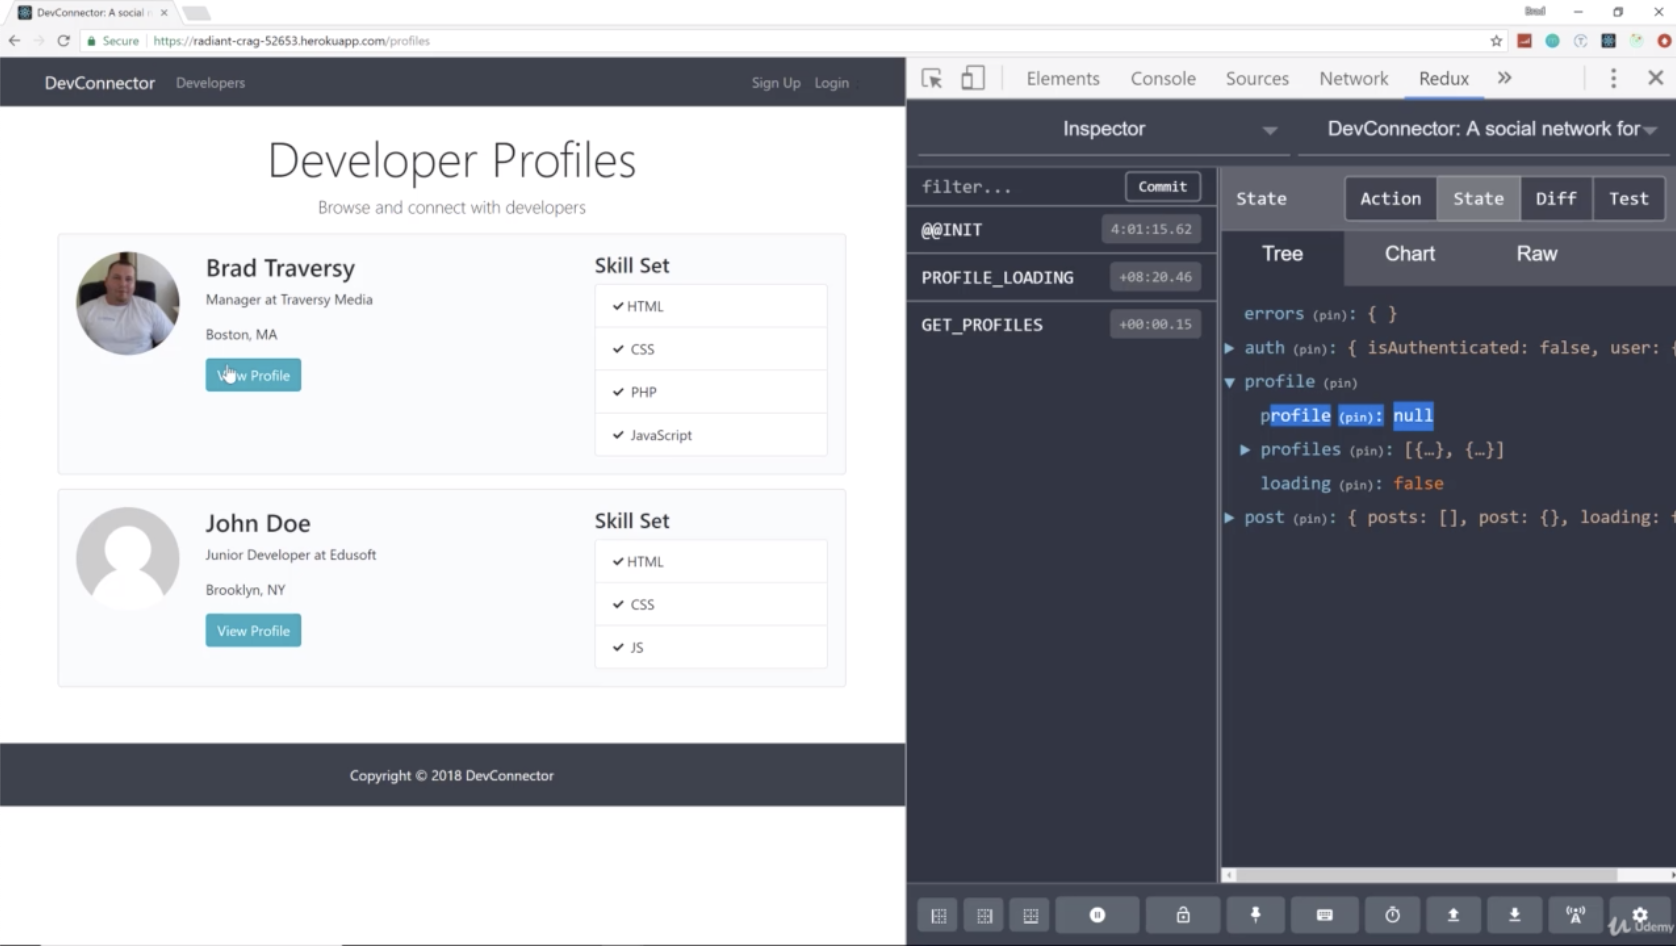 DevConnector: A social n
Secure https://radiant-crag-52653.herokuapp.com/profiles
DevConnector Developers Sign Up Login
Developer Profiles
Browse and connect with developers
Brad Traversy
Manager at Traversy Media
Boston, MA
View Profile
Skill Set
HTML
CSS
PHP
JavaScript
John Doe
Junior Developer at Edusoft
Brooklyn, NY
View Profile
Skill Set
HTML
CSS
JS
Copyright © 2018 DevConnector
Elements Console Sources Network Redux
Inspector DevConnector: A social network for
filter... Commit
@@INIT 4:01:15.62
PROFILE_LOADING +08:20.46
GET_PROFILES +00:00.15
State Action State Diff Test
Tree Chart Raw
errors (pin): { }
auth (pin): { isAuthenticated: false, user: {
profile (pin)
profile (pin): null
profiles (pin): [{…}, {…}]
loading (pin): false
post (pin): { posts: [], post: {}, loading: {
Udemy